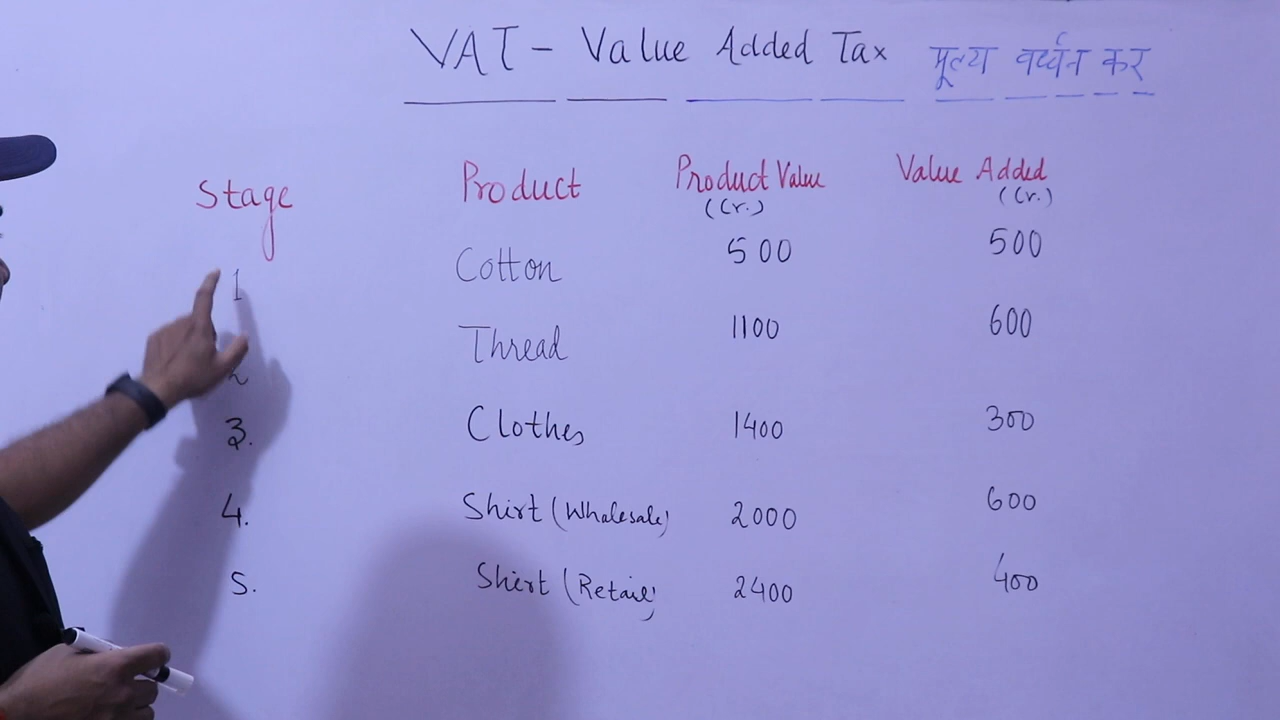 VAT - Value Added Tax मूल्य वर्धन कर
Stage Product Product Value Value Added
(Cr.) (Cr.)
1 Cotton 500 500
2 Thread 1100 600
3. Clothes 1400 300
4. Shirt (Wholesale) 2000 600
5. Shirt (Retail) 2400 400